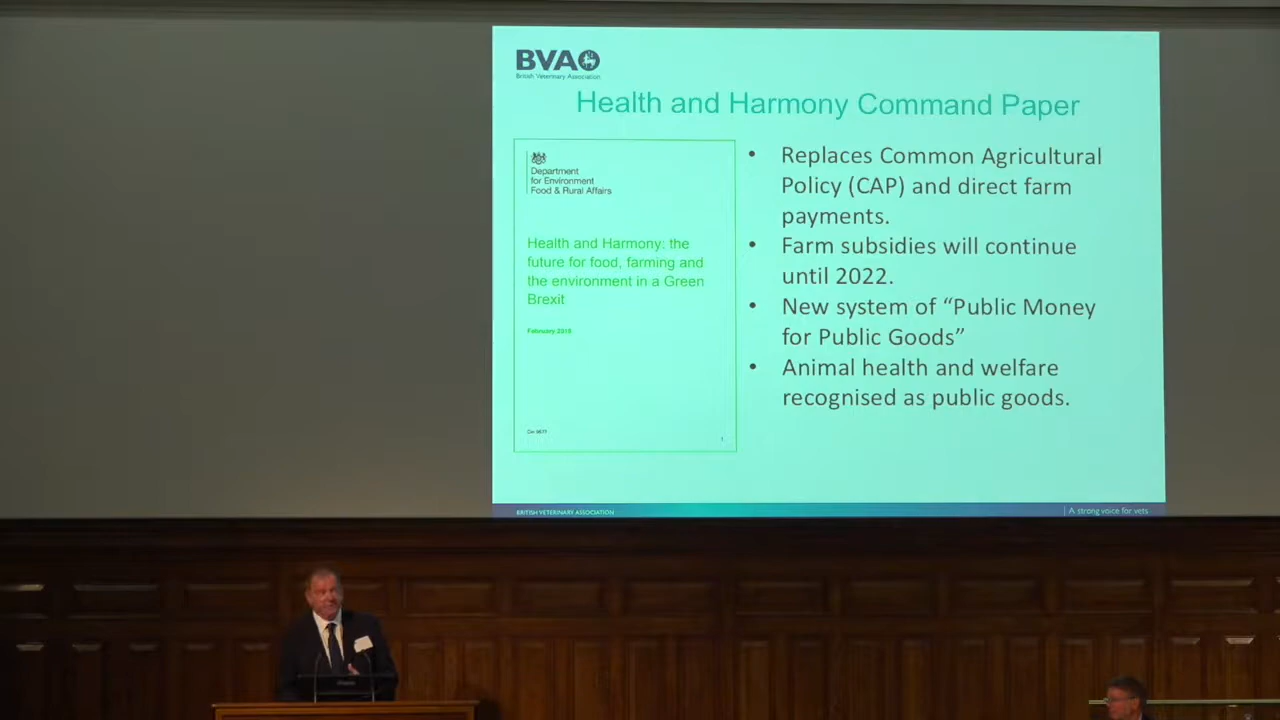 BVA
British Veterinary Association
Health and Harmony Command Paper
Department
for Environment
Food & Rural Affairs
Health and Harmony: the
future for food, farming and
the environment in a Green
Brexit
February 2018
• Replaces Common Agricultural
Policy (CAP) and direct farm
payments.
• Farm subsidies will continue
until 2022.
• New system of “Public Money
for Public Goods”
• Animal health and welfare
recognised as public goods.
BRITISH VETERINARY ASSOCIATION
A strong voice for vets